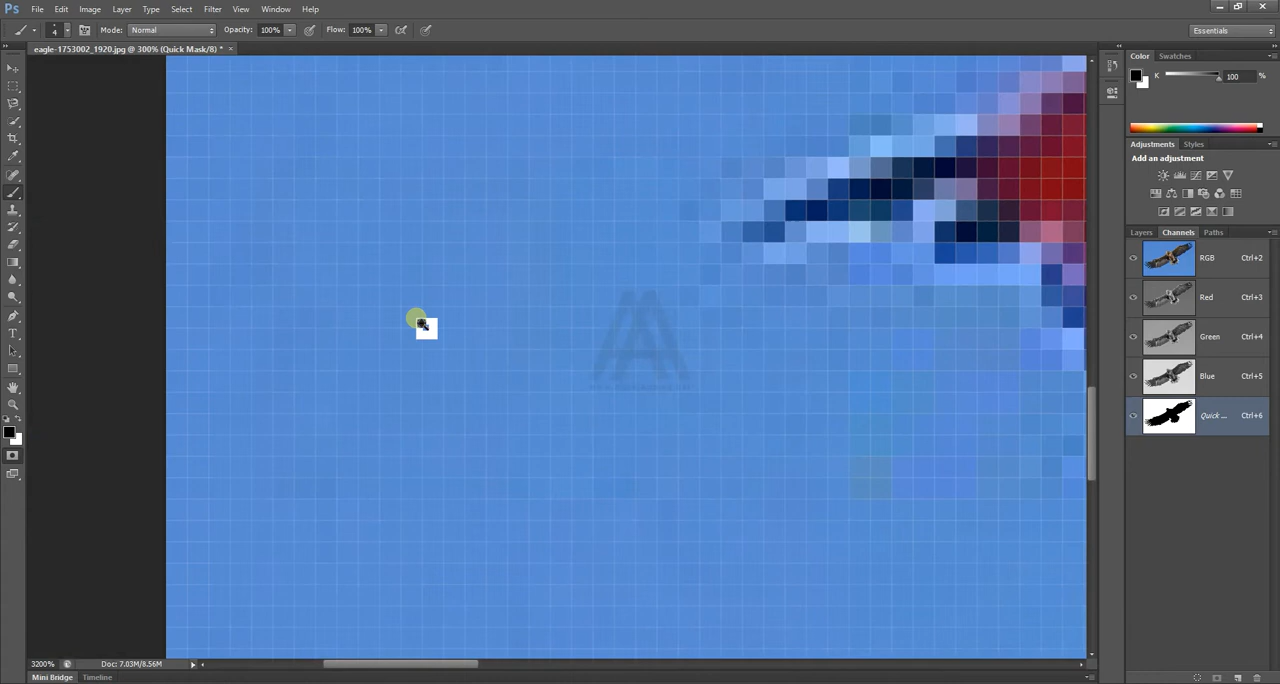 Ps File Edit Image Layer Type Select Filter View Window Help
4 Mode: Normal Opacity: 100% Flow: 100% Essentials
eagle-1753002_1920.jpg @ 300% (Quick Mask/8) * ×
Color Swatches
K 100 %
Adjustments Styles
Add an adjustment
Layers Channels Paths
RGB Ctrl+2
Red Ctrl+3
Green Ctrl+4
Blue Ctrl+5
Quick ... Ctrl+6
3200% Doc: 7.03M/8.56M
Mini Bridge Timeline